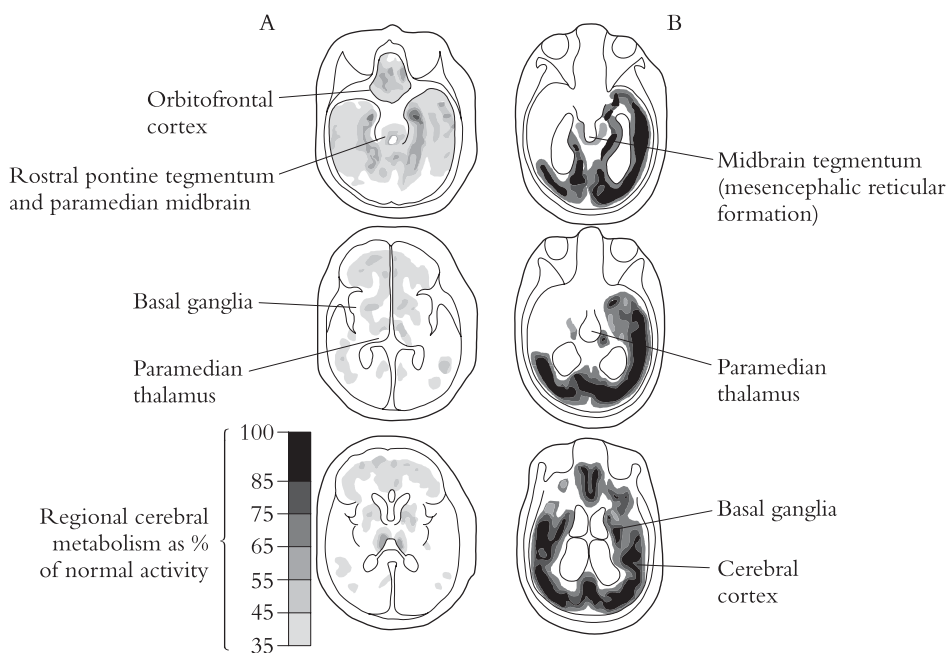 A
B
Orbitofrontal
cortex
Rostral pontine tegmentum
and paramedian midbrain
Midbrain tegmentum
(mesencephalic reticular
formation)
Basal ganglia
Paramedian
thalamus
Paramedian
thalamus
100
85
75
65
55
45
35
Regional cerebral
metabolism as %
of normal activity
Basal ganglia
Cerebral
cortex